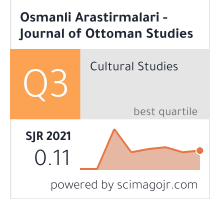 Osmanli Arastirmalari -
Journal of Ottoman Studies
Q3
Cultural Studies
best quartile
SJR 2021
0.11
powered by scimagojr.com